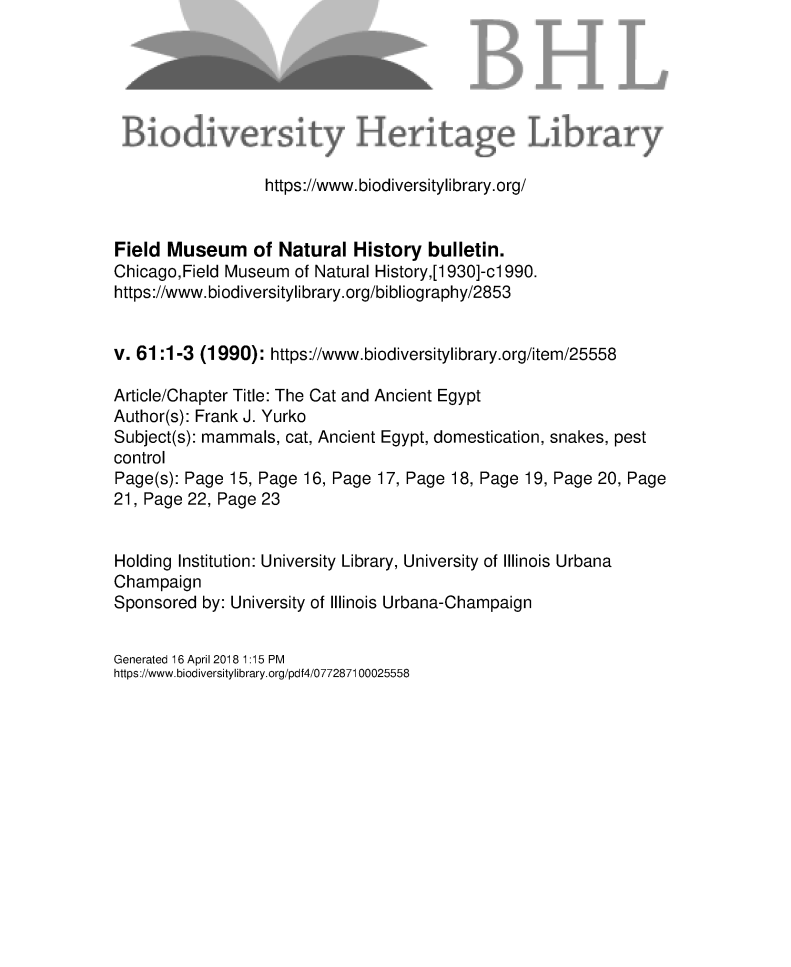 BHL
Biodiversity Heritage Library
https://www.biodiversitylibrary.org/
Field Museum of Natural History bulletin.
Chicago,Field Museum of Natural History,[1930]-c1990.
https://www.biodiversitylibrary.org/bibliography/2853
v. 61:1-3 (1990): https://www.biodiversitylibrary.org/item/25558
Article/Chapter Title: The Cat and Ancient Egypt
Author(s): Frank J. Yurko
Subject(s): mammals, cat, Ancient Egypt, domestication, snakes, pest
control
Page(s): Page 15, Page 16, Page 17, Page 18, Page 19, Page 20, Page
21, Page 22, Page 23
Holding Institution: University Library, University of Illinois Urbana
Champaign
Sponsored by: University of Illinois Urbana-Champaign
Generated 16 April 2018 1:15 PM
https://www.biodiversitylibrary.org/pdf4/077287100025558